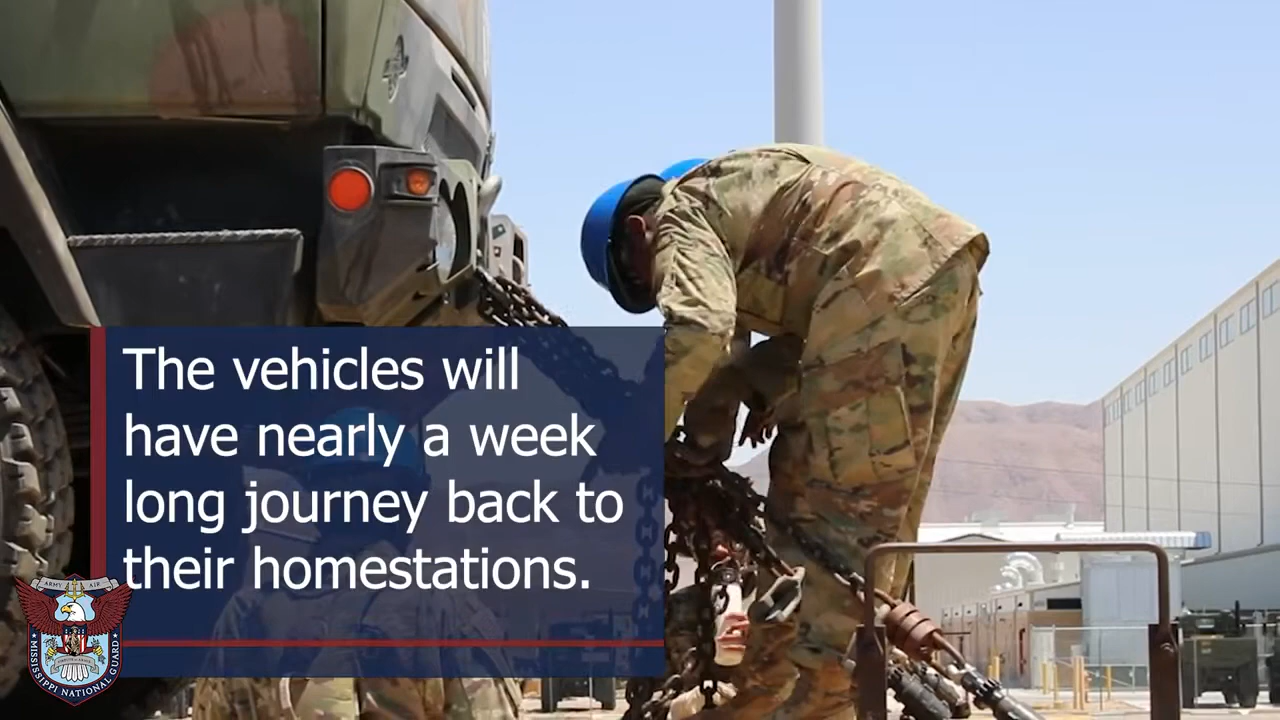 The vehicles will
have nearly a week
long journey back to
their homestations.
ARMY AIR
MISSISSIPPI NATIONAL GUARD